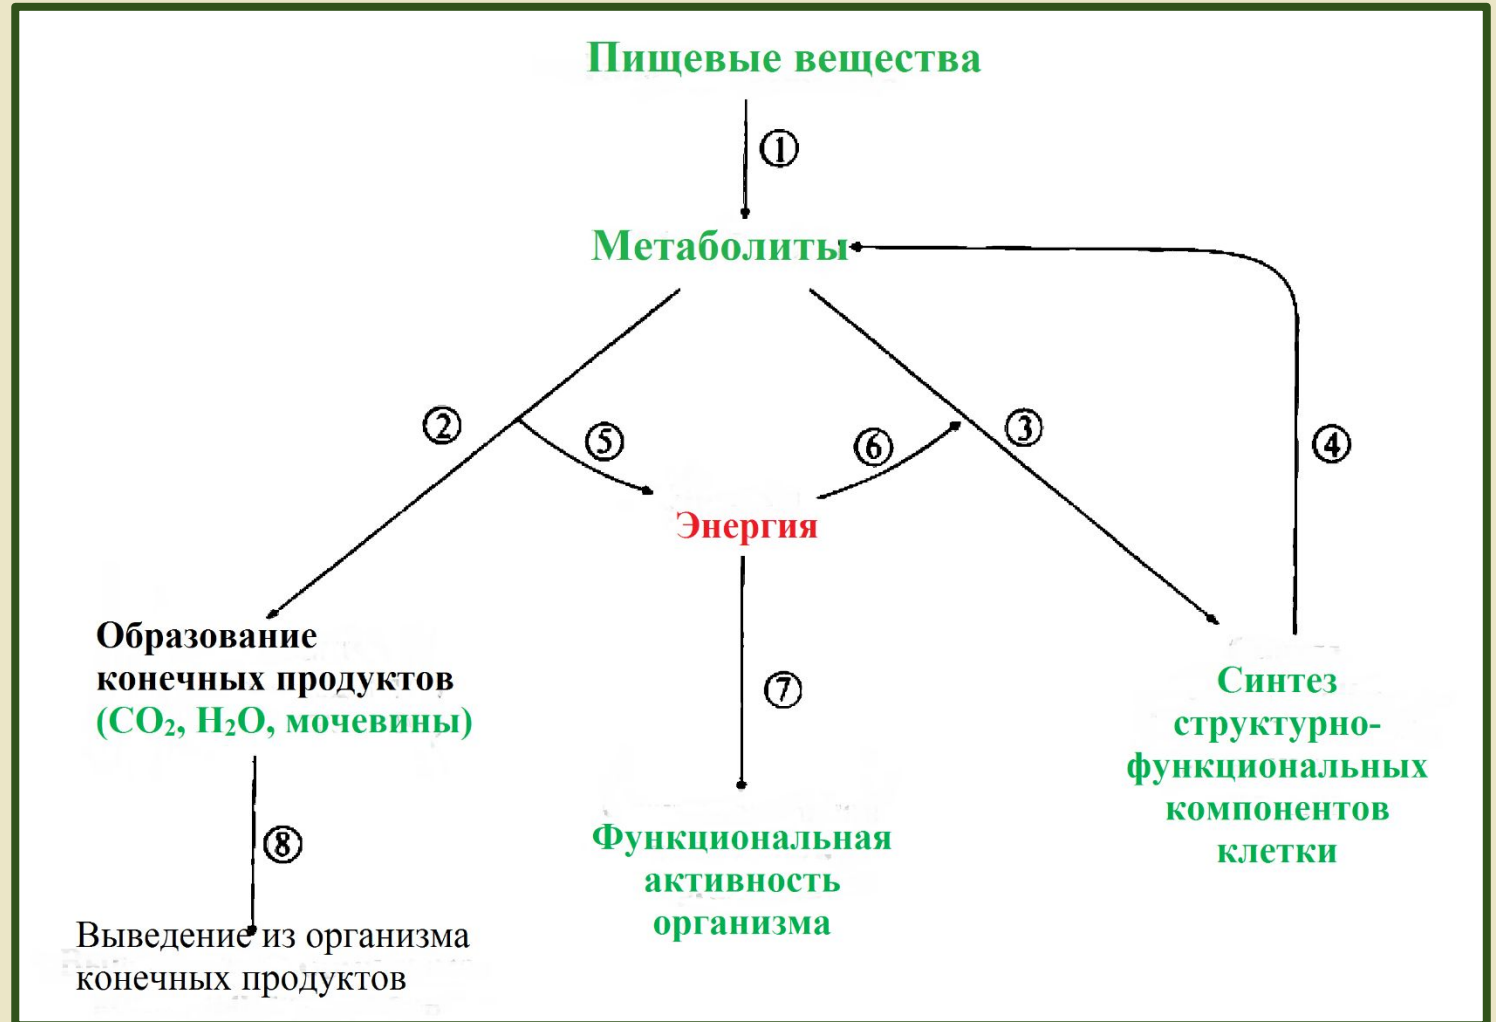 Пищевые вещества
①
Метаболиты
②
⑤
⑥
③
④
Энергия
Образование
конечных продуктов
(CO₂, H₂O, мочевины)
⑦
Синтез
структурно-
функциональных
компонентов
клетки
⑧
Функциональная
активность
организма
Выведение из организма
конечных продуктов